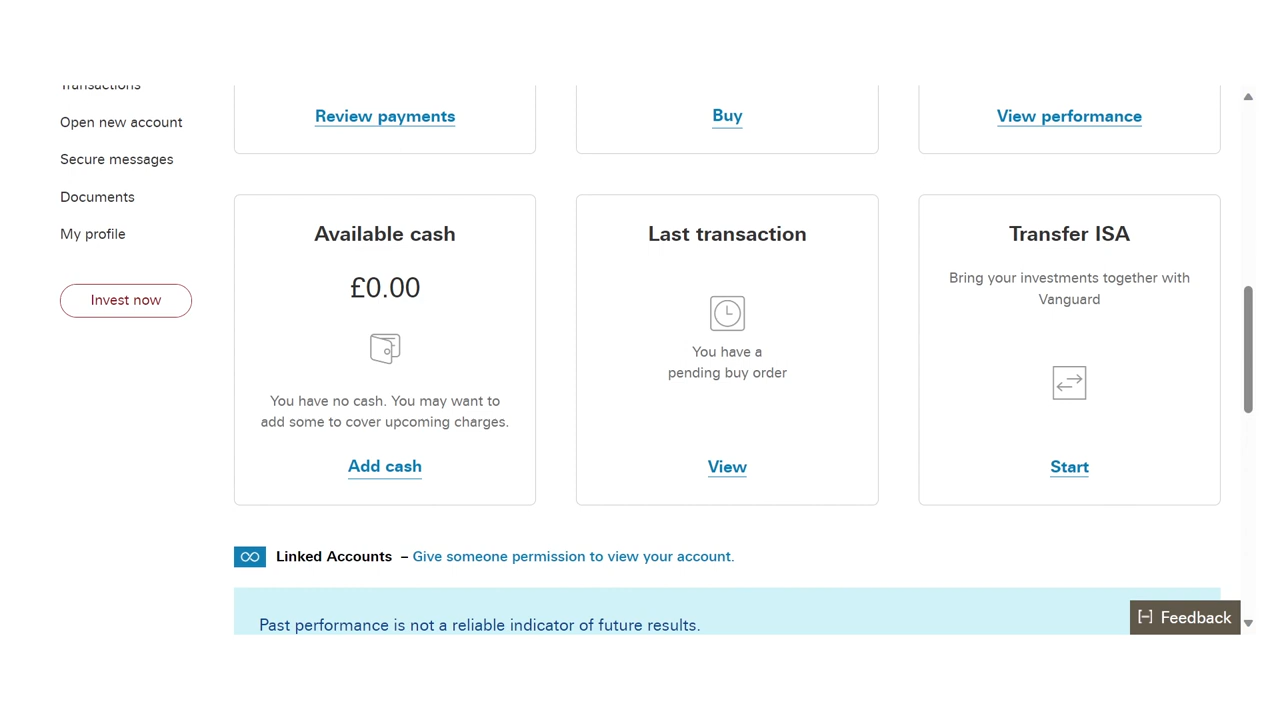 Transactions
Open new account
Secure messages
Documents
My profile
Invest now
Review payments
Buy
View performance
Available cash
£0.00
You have no cash. You may want to
add some to cover upcoming charges.
Add cash
Last transaction
You have a
pending buy order
View
Transfer ISA
Bring your investments together with
Vanguard
Start
Linked Accounts – Give someone permission to view your account.
Past performance is not a reliable indicator of future results.
Feedback